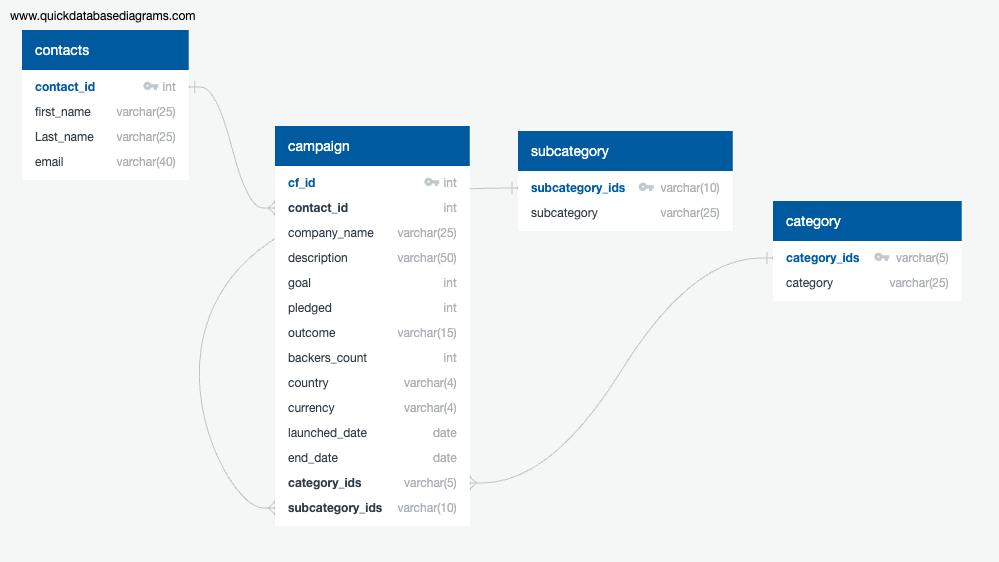 www.quickdatabasediagrams.com
contacts
contact_id int
first_name varchar(25)
Last_name varchar(25)
email varchar(40)
campaign
cf_id int
contact_id int
company_name varchar(25)
description varchar(50)
goal int
pledged int
outcome varchar(15)
backers_count int
country varchar(4)
currency varchar(4)
launched_date date
end_date date
category_ids varchar(5)
subcategory_ids varchar(10)
subcategory
subcategory_ids varchar(10)
subcategory varchar(25)
category
category_ids varchar(5)
category varchar(25)